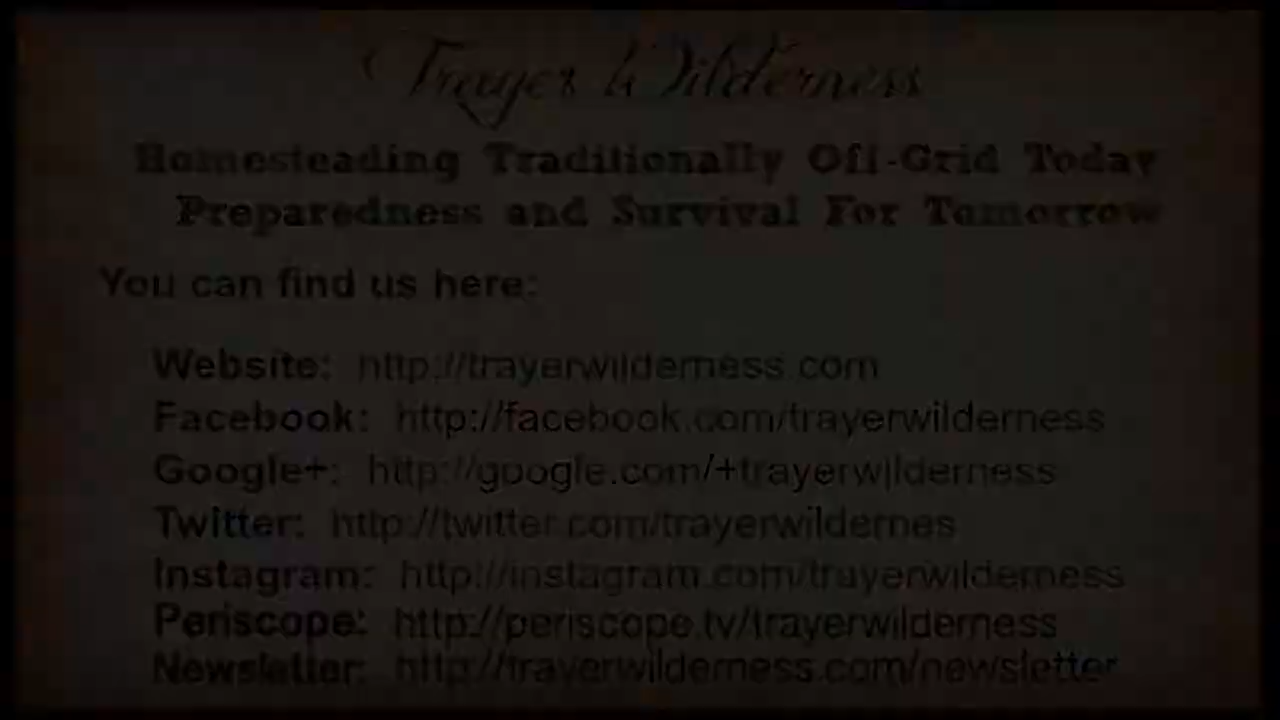 Trayer Wilderness
Homesteading Traditionally Off-Grid Today
Preparedness and Survival For Tomorrow
You can find us here:
Website: http://trayerwilderness.com
Facebook: http://facebook.com/trayerwilderness
Google+: http://google.com/+trayerwilderness
Twitter: http://twitter.com/trayerwildernes
Instagram: http://instagram.com/trayerwilderness
Periscope: http://periscope.tv/trayerwilderness
Newsletter: http://trayerwilderness.com/newsletter